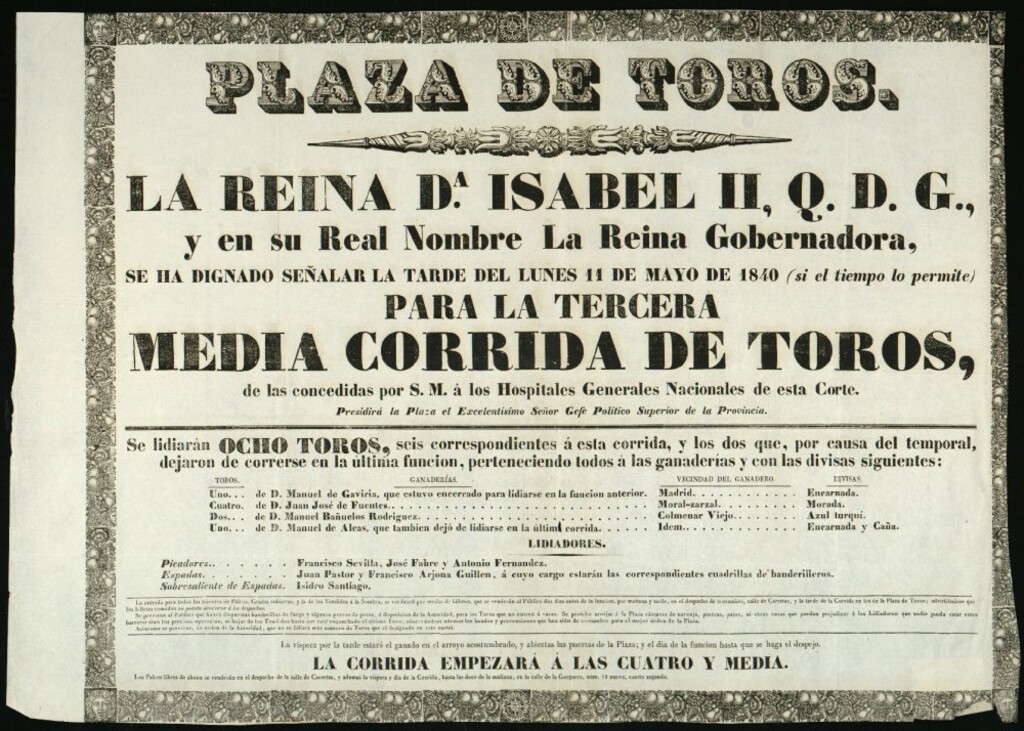 PLAZA DE TOROS.
LA REINA D.ª ISABEL II, Q. D. G.,
y en su Real Nombre La Reina Gobernadora,
SE HA DIGNADO SEÑALAR LA TARDE DEL LUNES 11 DE MAYO DE 1840 (si el tiempo lo permite)
PARA LA TERCERA
MEDIA CORRIDA DE TOROS,
de las concedidas por S. M. á los Hospitales Generales Nacionales de esta Corte.
Presidirá la Plaza el Excelentísimo Señor Gefe Político Superior de la Provincia.
Se lidiarán OCHO TOROS, seis correspondientes á esta corrida, y los dos que, por causa del temporal,
dejaron de correrse en la última funcion, perteneciendo todos á las ganaderías y con las divisas siguientes:
TOROS. GANADERÍAS. VECINDAD DEL GANADERO. DIVISAS.
Uno... de D. Manuel de Gaviria, que estuvo encerrado para lidiarse en la funcion anterior. Madrid. Encarnada.
Cuatro. de D. Juan José de Fuentes. Moral-zarzal. Morada.
Dos... de D. Manuel Bañuelos Rodriguez. Colmenar Viejo. Azul turquí.
Uno... de D. Manuel de Aleas, que tambien dejó de lidiarse en la última corrida. Idem. Encarnada y Caña.
LIDIADORES.
Picadores. Francisco Sevilla, José Fabre y Antonio Fernandez.
Espadas. Juan Pastor y Francisco Arjona Guillen, á cuyo cargo estarán las correspondientes cuadrillas de banderilleros.
Sobresaliente de Espadas. Isidro Santiago.
La víspera por la tarde estará el ganado en el arroyo acostumbrado, y abiertas las puertas de la Plaza; y el dia de la funcion hasta que se haga el despejo.
LA CORRIDA EMPEZARÁ Á LAS CUATRO Y MEDIA.